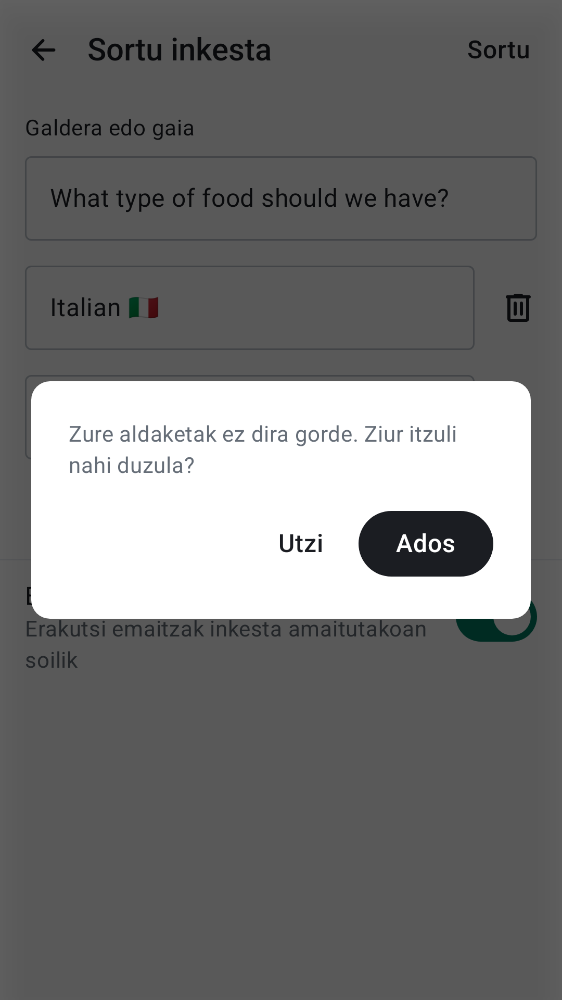 Sortu inkesta
Sortu
Galdera edo gaia
What type of food should we have?
Italian 🇮🇹
Zure aldaketak ez dira gorde. Ziur itzuli
nahi duzula?
Utzi
Ados
Erakutsi emaitzak inkesta amaitutakoan
soilik